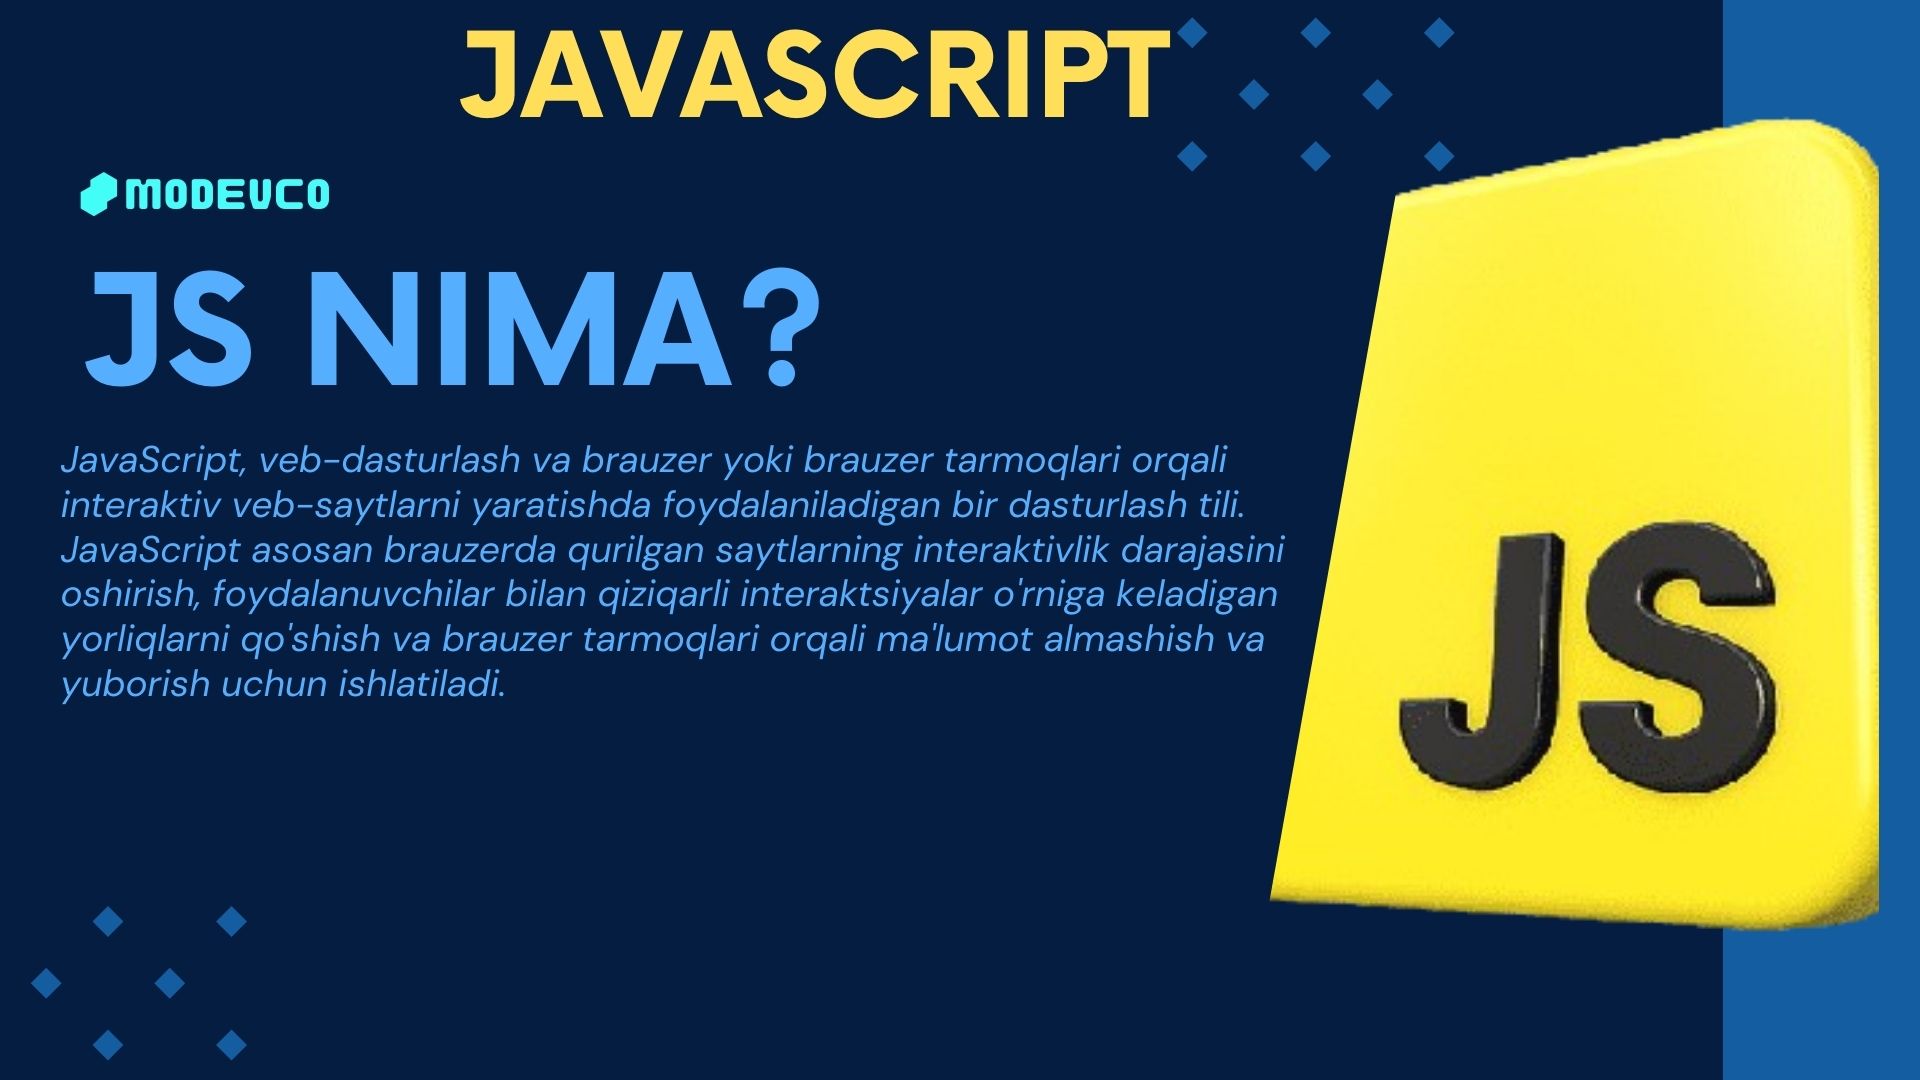 JAVASCRIPT
MODEVCO
JS NIMA?
JavaScript, veb-dasturlash va brauzer yoki brauzer tarmoqlari orqali
interaktiv veb-saytlarni yaratishda foydalaniladigan bir dasturlash tili.
JavaScript asosan brauzerda qurilgan saytlarning interaktivlik darajasini
oshirish, foydalanuvchilar bilan qiziqarli interaktsiyalar o'rniga keladigan
yorliqlarni qo'shish va brauzer tarmoqlari orqali ma'lumot almashish va
yuborish uchun ishlatiladi.
JS